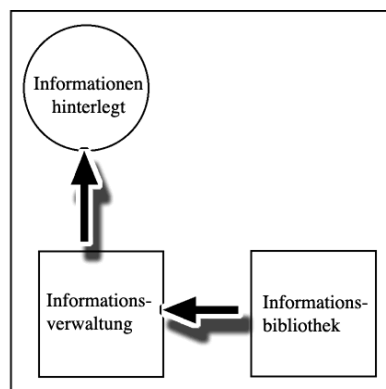 Informationen
hinterlegt
Informations-
verwaltung
Informations-
bibliothek